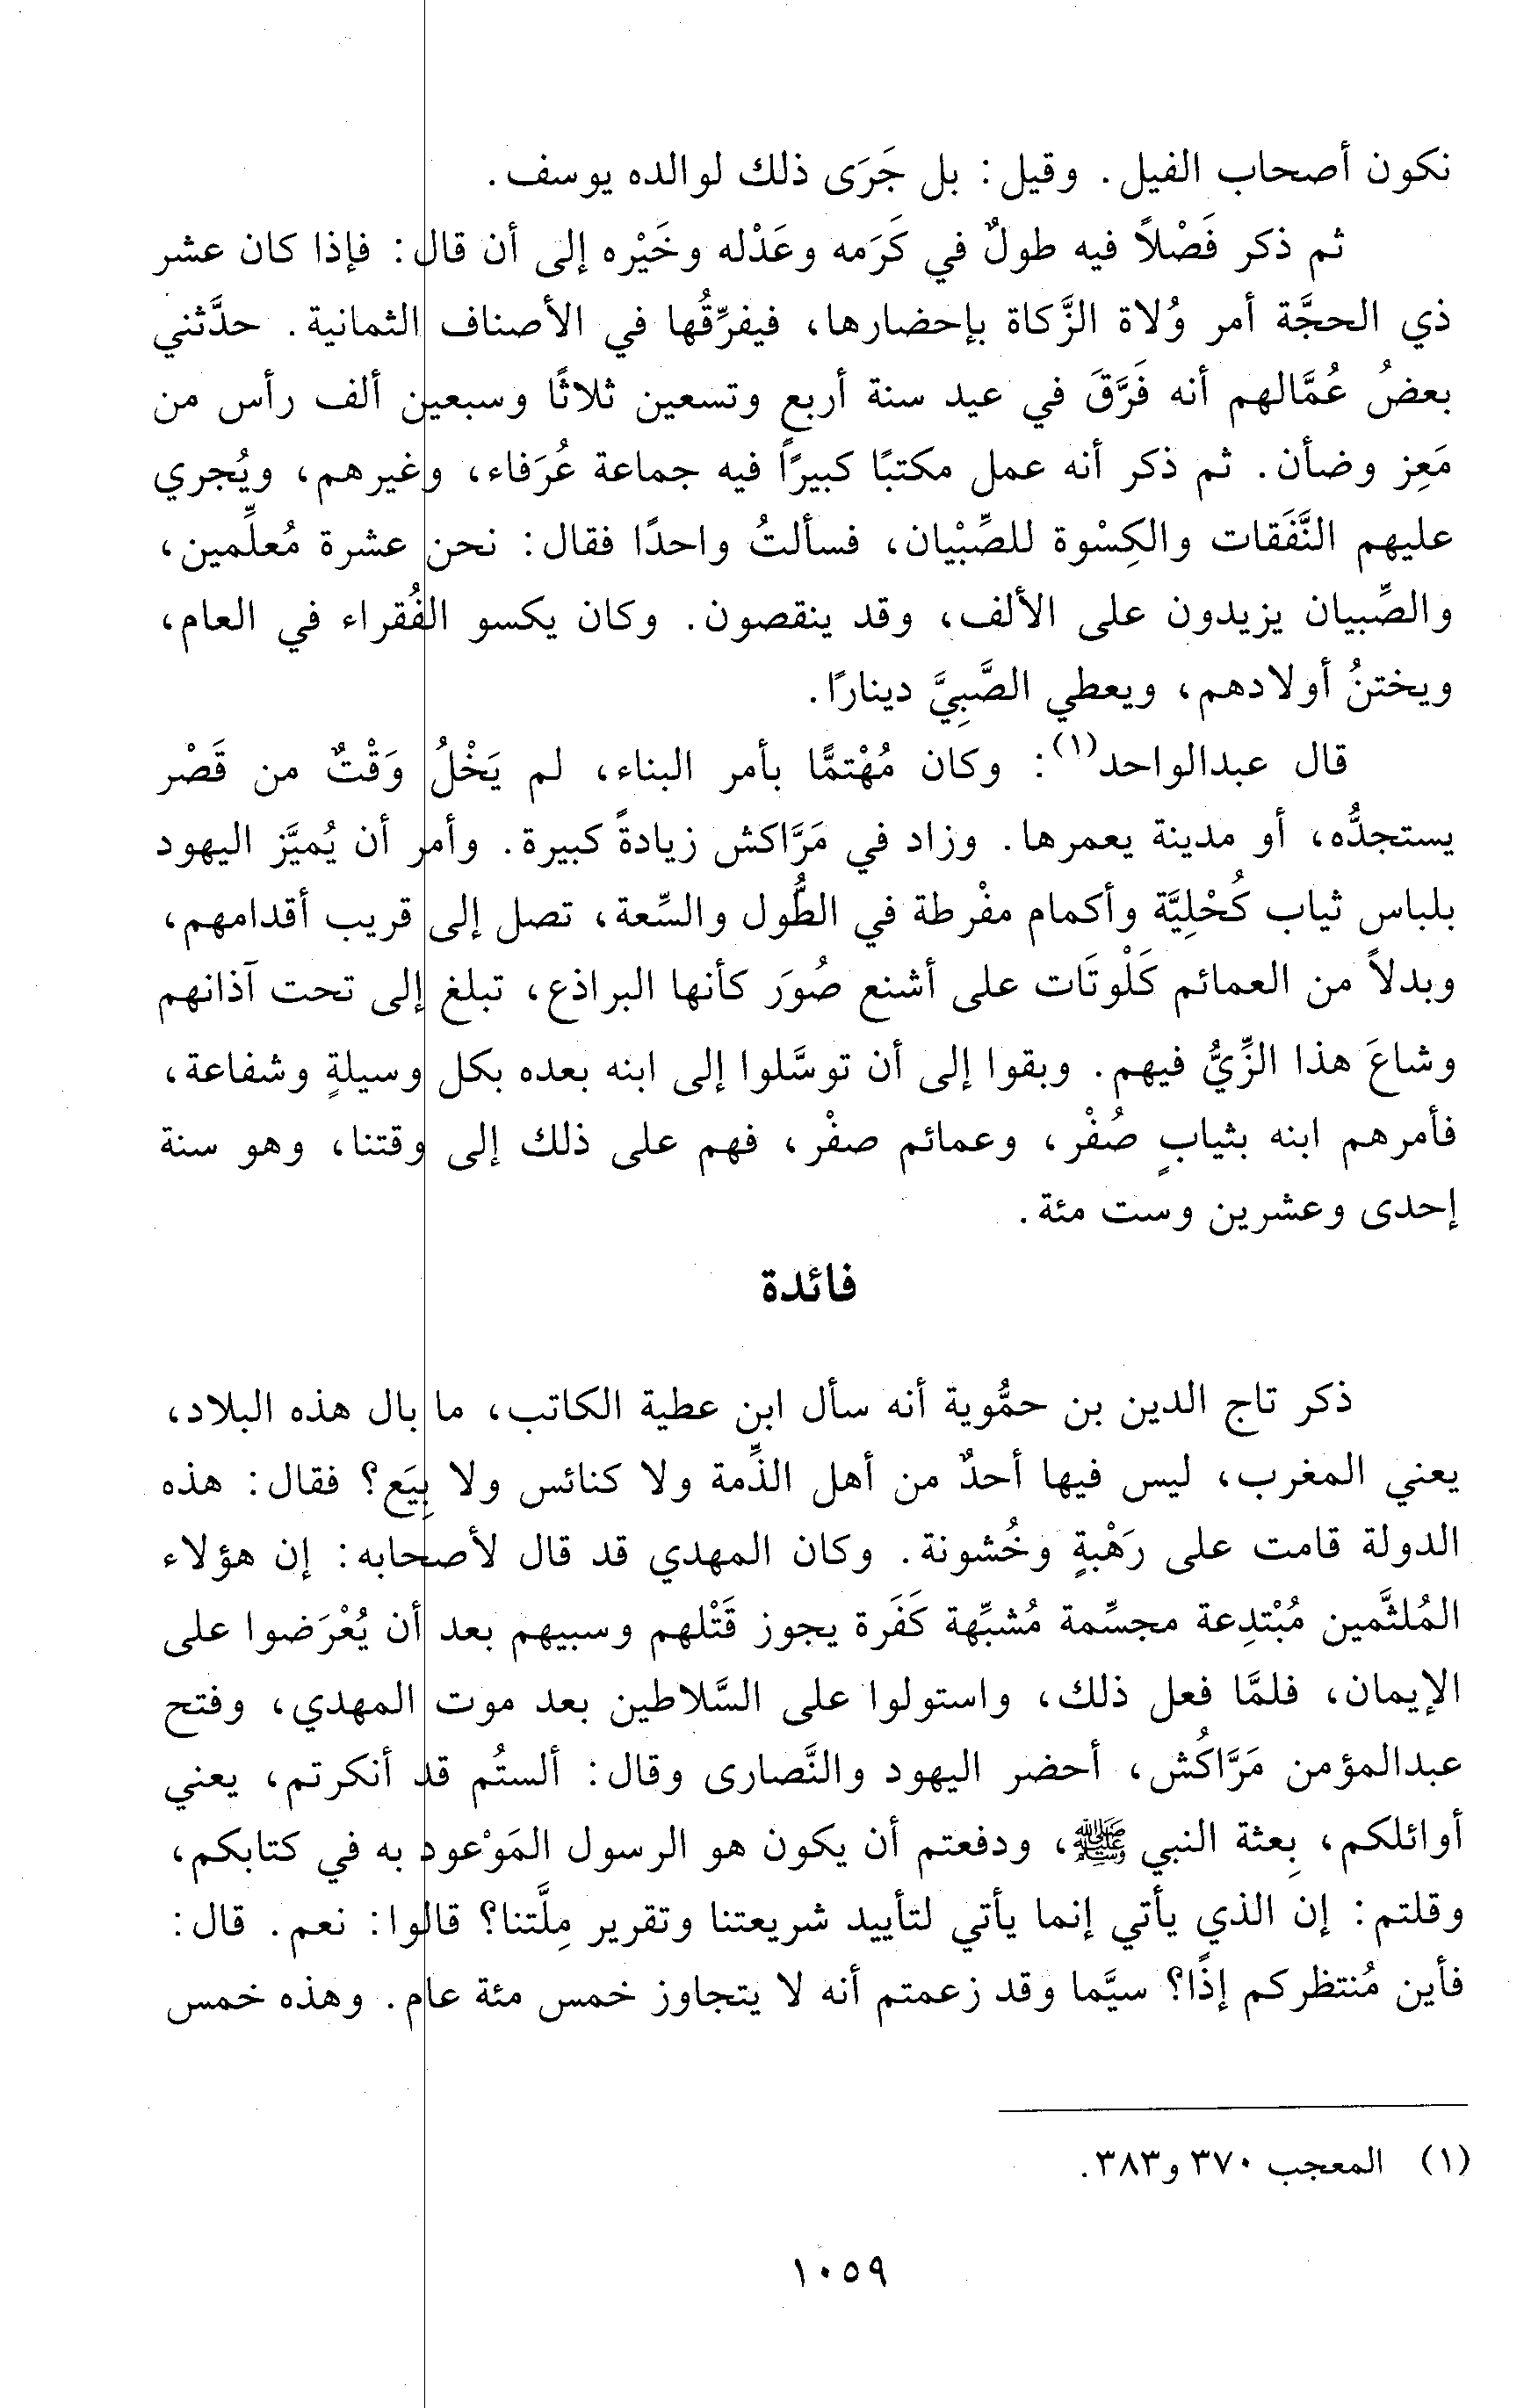 نكون أصحاب الفيل. وقيل: بل جَرَى ذلك لوالده يوسف.
ثم ذكر فَصْلاً فيه طولٌ في كَرَمه وعَدْله وخَيْره إلى أن قال: فإذا كان عشر
ذي الحجَّة أمر وُلاة الزَّكاة بإحضارها، فيفرِّقُها في الأصناف الثمانية. حدَّثني
بعضُ عُمَّالهم أنه فَرَّقَ في عيد سنة أربع وتسعين ثلاثًا وسبعين ألف رأس من
مَعِز وضأن. ثم ذكر أنه عمل مكتبًا كبيرًا فيه جماعة عُرَفاء، وغيرهم، ويُجري
عليهم النَّفَقات والكِسْوة للصِّبْيان، فسألتُ واحدًا فقال: نحن عشرة مُعلِّمين،
والصِّبيان يزيدون على الألف، وقد ينقصون. وكان يكسو الفُقراء في العام،
ويختنُ أولادهم، ويعطي الصَّبِيَّ دينارًا.
قال عبدالواحد(١): وكان مُهْتمًّا بأمر البناء، لم يَخْلُ وَقْتٌ من قَصْر
يستجدُّه، أو مدينة يعمرها. وزاد في مَرَّاكش زيادةً كبيرة. وأمر أن يُميَّز اليهود
بلباس ثياب كُحْلِيَّة وأكمام مفْرطة في الطُّول والسِّعة، تصل إلى قريب أقدامهم،
وبدلاً من العمائم كَلْوتَات على أشنع صُوَر كأنها البراذع، تبلغ إلى تحت آذانهم
وشاعَ هذا الزِّيُّ فيهم. وبقوا إلى أن توسَّلوا إلى ابنه بعده بكل وسيلةٍ وشفاعة،
فأمرهم ابنه بثيابٍ صُفْر، وعمائم صفْر، فهم على ذلك إلى وقتنا، وهو سنة
إحدى وعشرين وست مئة.
فائدة
ذكر تاج الدين بن حمُّوية أنه سأل ابن عطية الكاتب، ما بال هذه البلاد،
يعني المغرب، ليس فيها أحدٌ من أهل الذِّمة ولا كنائس ولا بِيَع؟ فقال: هذه
الدولة قامت على رَهْبةٍ وخُشونة. وكان المهدي قد قال لأصحابه: إن هؤلاء
المُلثَّمين مُبْتدِعة مجسِّمة مُشبِّهة كَفَرة يجوز قَتْلهم وسبيهم بعد أن يُعْرَضوا على
الإيمان، فلمَّا فعل ذلك، واستولوا على السَّلاطين بعد موت المهدي، وفتح
عبدالمؤمن مَرَّاكُش، أحضر اليهود والنَّصارى وقال: ألستُم قد أنكرتم، يعني
أوائلكم، بِعثة النبي ﷺ، ودفعتم أن يكون هو الرسول المَوْعود به في كتابكم،
وقلتم: إن الذي يأتي إنما يأتي لتأييد شريعتنا وتقرير مِلَّتنا؟ قالوا: نعم. قال:
فأين مُنتظركم إذًا؟ سيَّما وقد زعمتم أنه لا يتجاوز خمس مئة عام. وهذه خمس
(١) المعجب ٣٧٠ و٣٨٣.
١٠٥٩